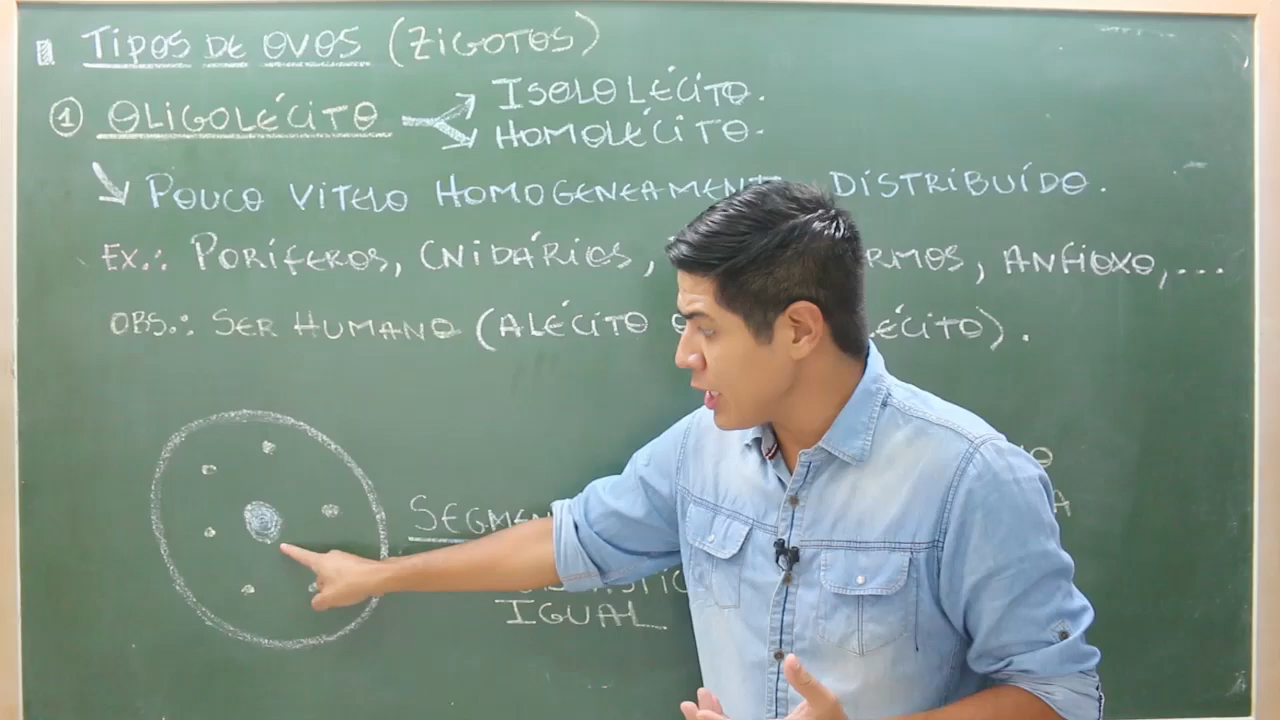 TIPOS DE OVOS (ZIGOTOS)
1 OLIGOLÉCITO
ISOLOLÉCITO.
HOMOLÉCITO.
POUCO VITELO HOMOGENEAMENT DISTRIBUÍDO.
EX.: PORÍFEROS, CNIDÁRIOS, RMOS, ANFIOXO,...
OBS.: SER HUMANO (ALÉCITO LÉCITO).
SEGMEN
IGUAL